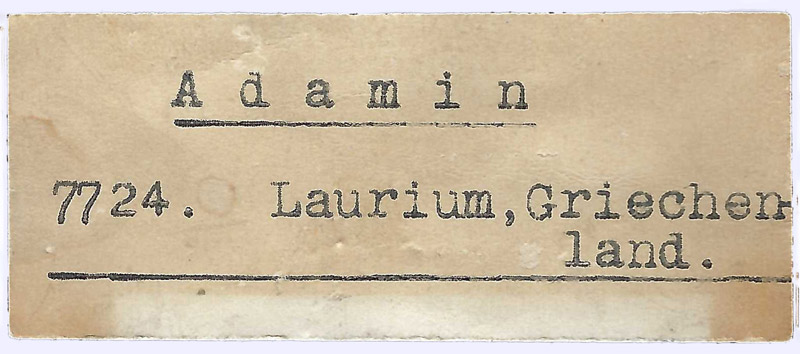 A d a m i n
7724. Laurium,Griechen-
land.